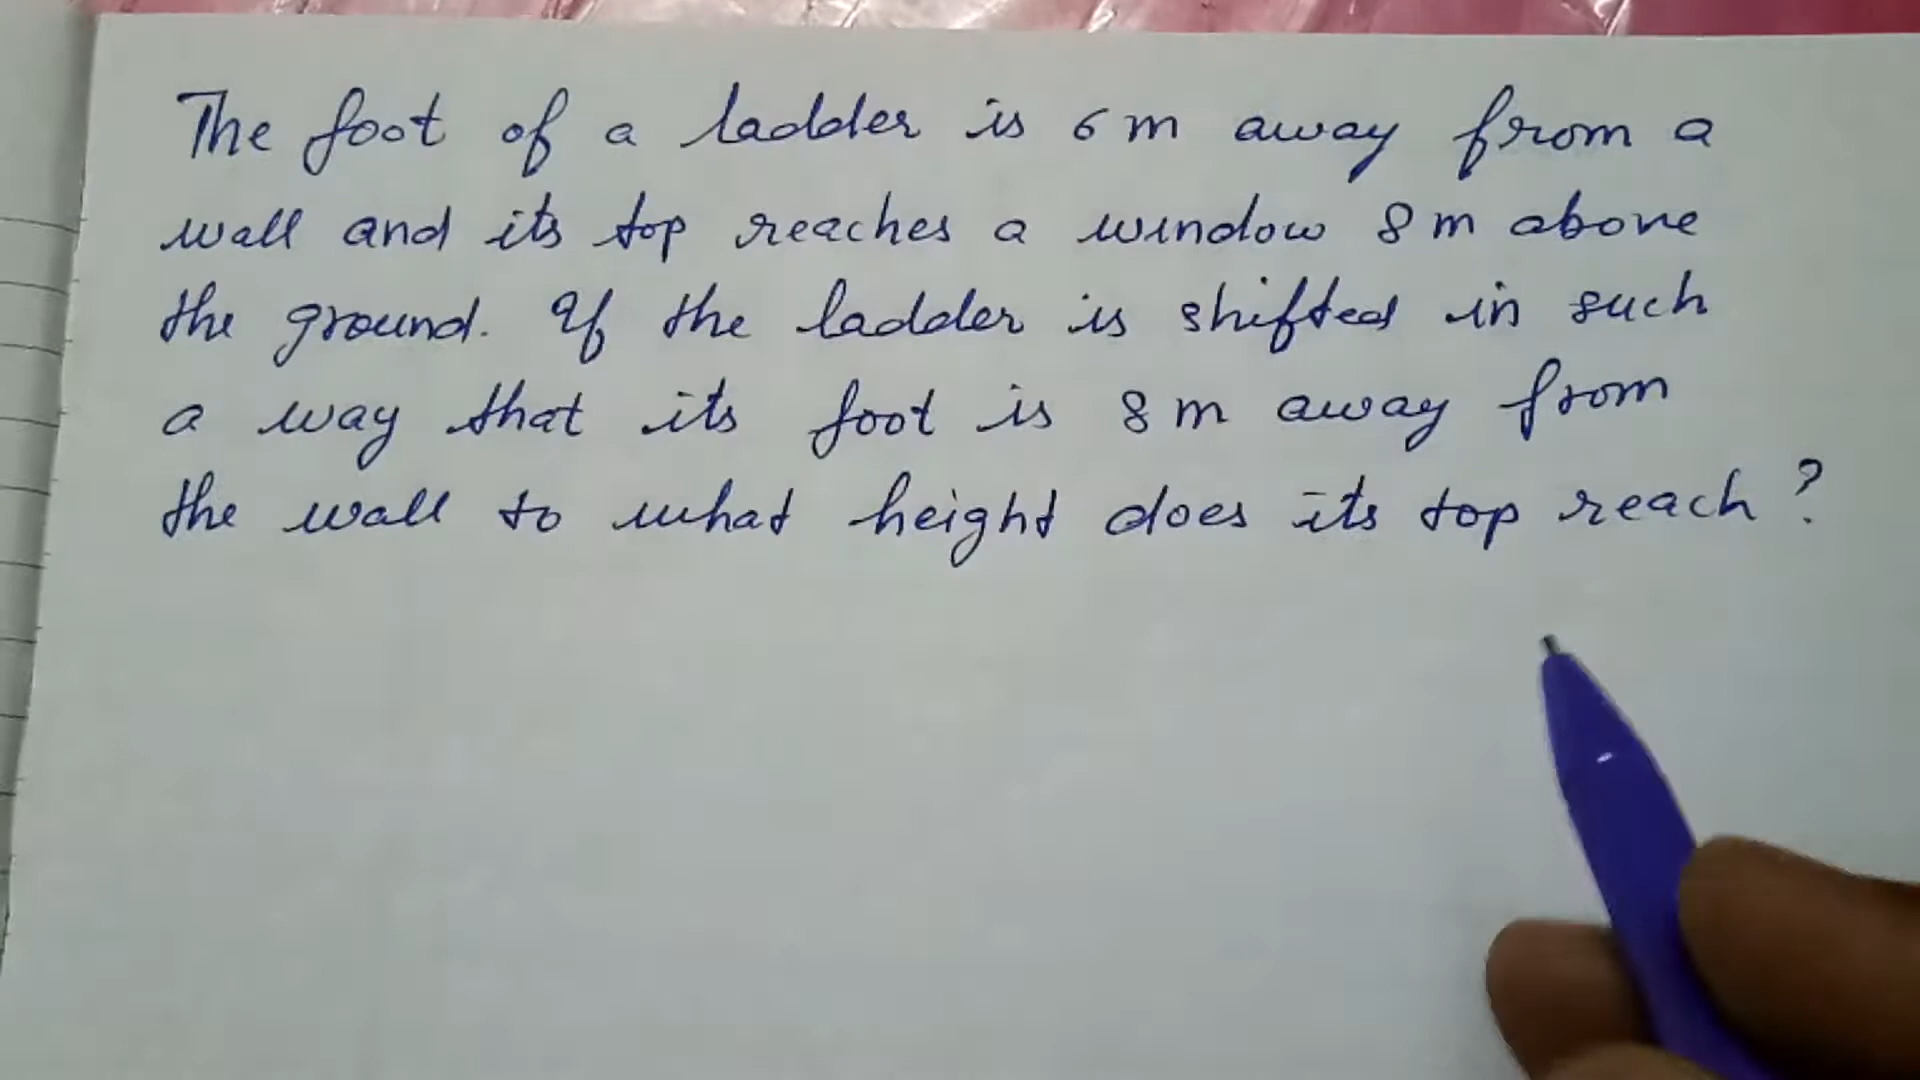 The foot of a ladder is 6 m away from a
wall and its top reaches a window 8 m above
the ground. If the ladder is shifted in such
a way that its foot is 8 m away from
the wall to what height does its top reach?